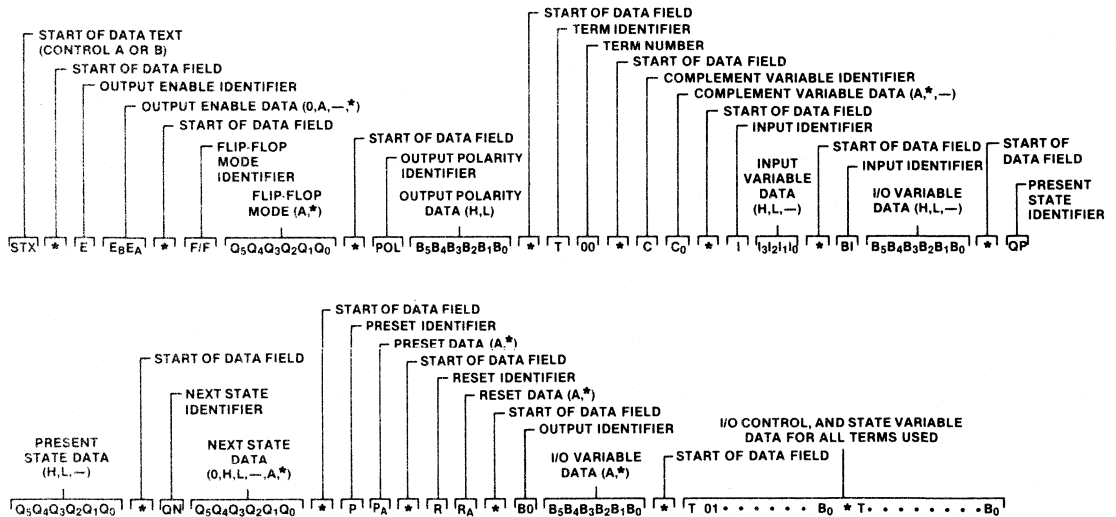 START OF DATA TEXT
(CONTROL A OR B)
START OF DATA FIELD
OUTPUT ENABLE IDENTIFIER
OUTPUT ENABLE DATA (0,A,—,*)
START OF DATA FIELD
FLIP-FLOP
MODE
IDENTIFIER
FLIP-FLOP
MODE (A,*)
START OF DATA FIELD
OUTPUT POLARITY
IDENTIFIER
OUTPUT POLARITY
DATA (H,L)
START OF DATA FIELD
TERM IDENTIFIER
TERM NUMBER
START OF DATA FIELD
COMPLEMENT VARIABLE IDENTIFIER
COMPLEMENT VARIABLE DATA (A,*,—)
START OF DATA FIELD
INPUT IDENTIFIER
INPUT
VARIABLE
DATA
(H,L,—)
START OF DATA FIELD
INPUT IDENTIFIER
I/O VARIABLE
DATA (H,L,—)
START OF
DATA FIELD
PRESENT
STATE
IDENTIFIER
STX * E EBEA * F/F Q5Q4Q3Q2Q1Q0 * POL B5B4B3B2B1B0 * T 00 * C C0 * I I3I2I1I0 * BI B5B4B3B2B1B0 * QP
PRESENT
STATE DATA
(H,L,—)
START OF DATA FIELD
NEXT STATE
IDENTIFIER
NEXT STATE
DATA
(0,H,L,—,A,*)
START OF DATA FIELD
PRESET IDENTIFIER
PRESET DATA (A,*)
START OF DATA FIELD
RESET IDENTIFIER
RESET DATA (A,*)
START OF DATA FIELD
OUTPUT IDENTIFIER
I/O VARIABLE
DATA (A,*)
START OF DATA FIELD
I/O CONTROL, AND STATE VARIABLE
DATA FOR ALL TERMS USED
Q5Q4Q3Q2Q1Q0 * QN Q5Q4Q3Q2Q1Q0 * P PA * R RA * B0 B5B4B3B2B1B0 * T 01 • • • • • • B0 * T • • • • • • • • B0